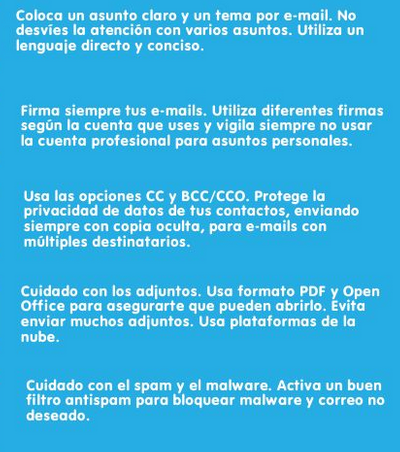 Coloca un asunto claro y un tema por e-mail. No
desvíes la atención con varios asuntos. Utiliza un
lenguaje directo y conciso.
Firma siempre tus e-mails. Utiliza diferentes firmas
según la cuenta que uses y vigila siempre no usar
la cuenta profesional para asuntos personales.
Usa las opciones CC y BCC/CCO. Protege la
privacidad de datos de tus contactos, enviando
siempre con copia oculta, para e-mails con
múltiples destinatarios.
Cuidado con los adjuntos. Usa formato PDF y Open
Office para asegurarte que pueden abrirlo. Evita
enviar muchos adjuntos. Usa plataformas de la
nube.
Cuidado con el spam y el malware. Activa un buen
filtro antispam para bloquear malware y correo no
deseado.